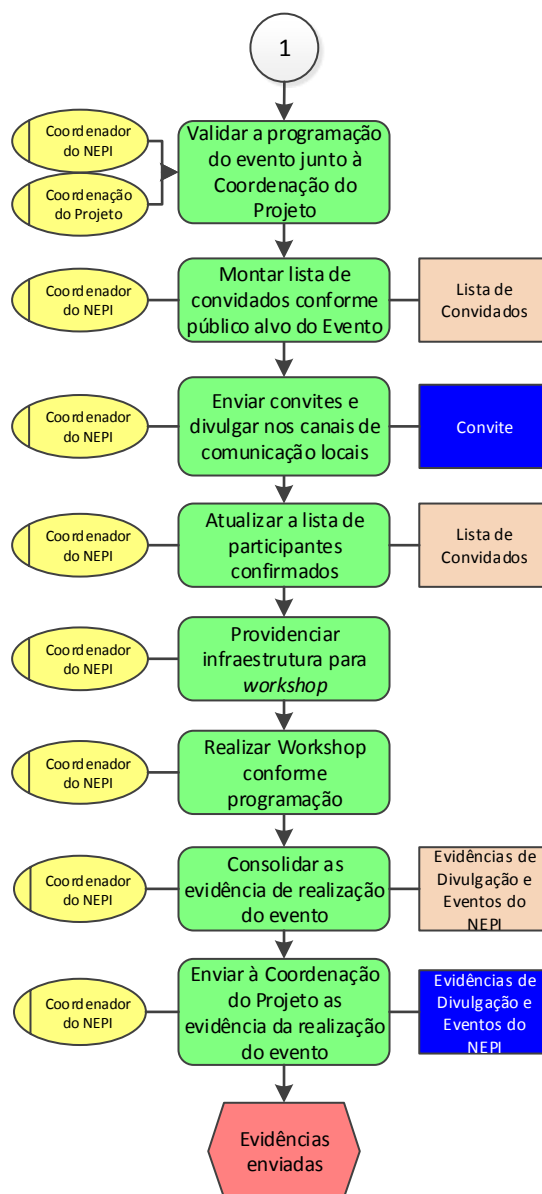 1
Coordenador
do NEPI
Coordenação
do Projeto
Validar a programação
do evento junto à
Coordenação do
Projeto
Coordenador
do NEPI
Montar lista de
convidados conforme
público alvo do Evento
Lista de
Convidados
Coordenador
do NEPI
Enviar convites e
divulgar nos canais de
comunicação locais
Convite
Coordenador
do NEPI
Atualizar a lista de
participantes
confirmados
Lista de
Convidados
Coordenador
do NEPI
Providenciar
infraestrutura para
workshop
Coordenador
do NEPI
Realizar Workshop
conforme
programação
Coordenador
do NEPI
Consolidar as
evidência de realização
do evento
Evidências de
Divulgação e
Eventos do
NEPI
Coordenador
do NEPI
Enviar à Coordenação
do Projeto as
evidência da realização
do evento
Evidências de
Divulgação e
Eventos do
NEPI
Evidências
enviadas